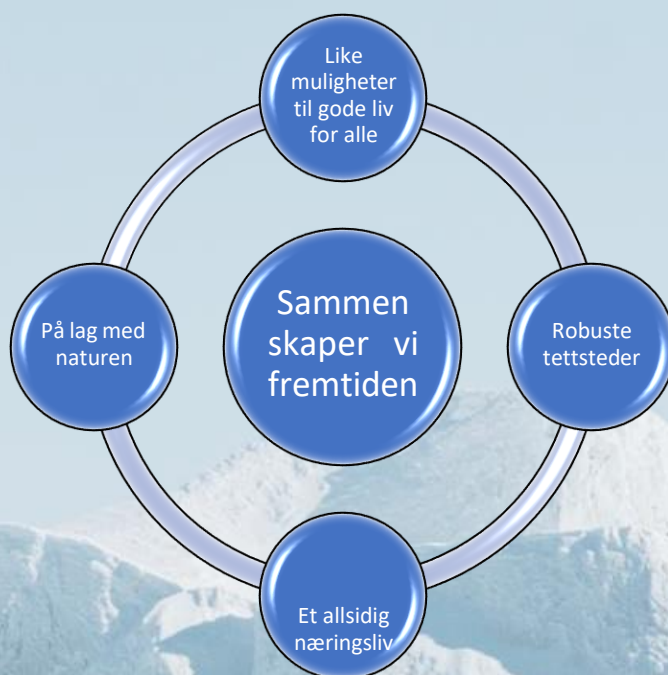 Like
muligheter
til gode liv
for alle
På lag med
naturen
Sammen
skaper vi
fremtiden
Robuste
tettsteder
Et allsidig
næringsliv